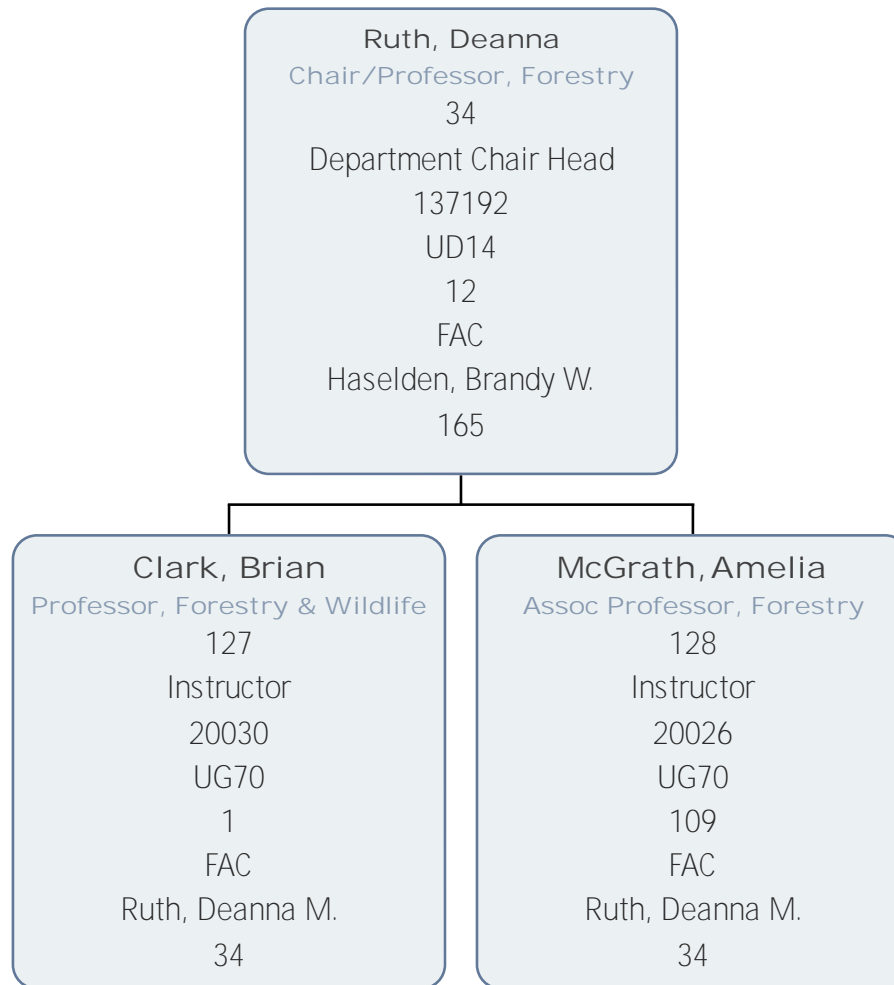 Ruth, Deanna
Chair/Professor, Forestry
34
Department Chair Head
137192
UD14
12
FAC
Haselden, Brandy W.
165
Clark, Brian
Professor, Forestry & Wildlife
127
Instructor
20030
UG70
1
FAC
Ruth, Deanna M.
34
McGrath, Amelia
Assoc Professor, Forestry
128
Instructor
20026
UG70
109
FAC
Ruth, Deanna M.
34